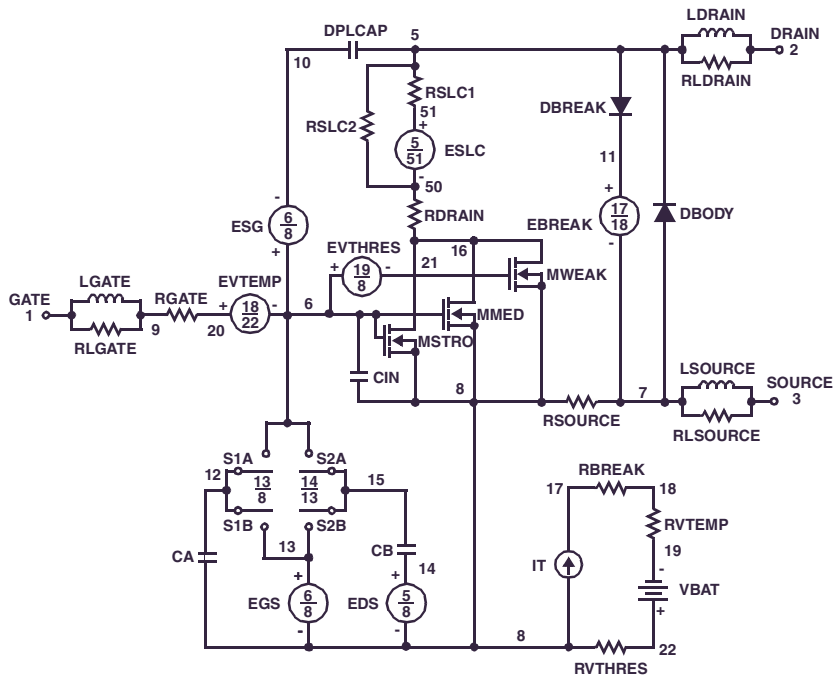 LDRAIN
DPLCAP 5 DRAIN
10 2
RLDRAIN
RSLC1
51
DBREAK
+
RSLC2
5
51
ESLC
11
-
50
- +
RDRAIN
17
18
DBODY
6
8
EBREAK
ESG
EVTHRES
16
-
+
+ 19
8
- 21
MWEAK
LGATE
EVTEMP
GATE RGATE + 18
22
- 6
1
MMED
9 20
MSTRO
RLGATE
LSOURCE
CIN
8 7 SOURCE
3
RSOURCE
RLSOURCE
S1A S2A
12 13
8
14
13
15
RBREAK
17 18
S1B S2B
RVTEMP
13 CB
19
CA
14 IT
-
+ +
VBAT
EGS 6
8
EDS 5
8
+
- -
8
22
RVTHRES